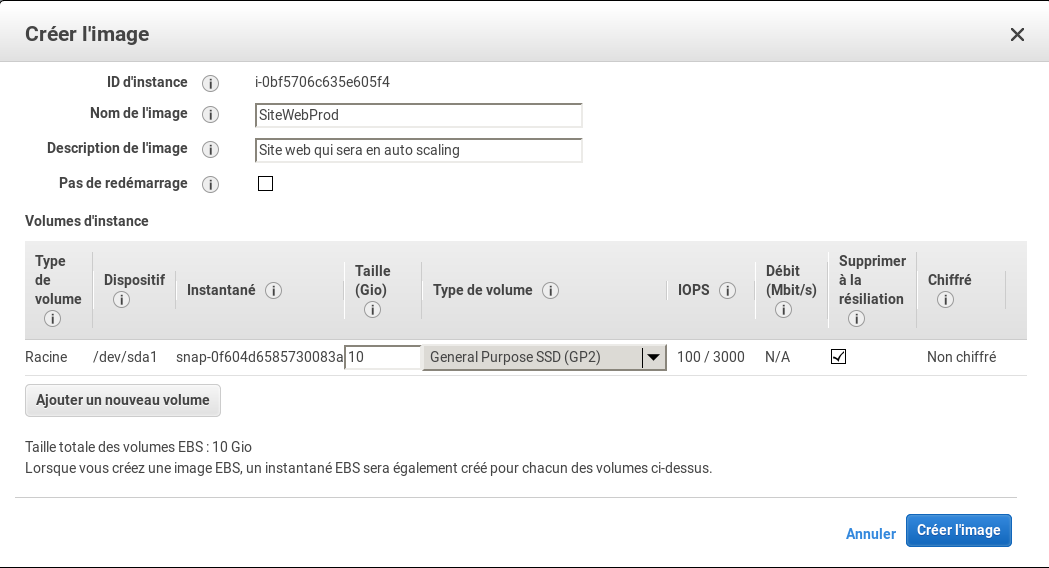 Créer l'image
ID d'instance i-0bf5706c635e605f4
Nom de l'image SiteWebProd
Description de l'image Site web qui sera en auto scaling
Pas de redémarrage
Volumes d'instance
Type de volume Dispositif Instantané Taille (Gio) Type de volume IOPS Débit (Mbit/s) Supprimer à la résiliation Chiffré
Racine /dev/sda1 snap-0f604d6585730083a 10 General Purpose SSD (GP2) 100 / 3000 N/A Non chiffré
Ajouter un nouveau volume
Taille totale des volumes EBS : 10 Gio
Lorsque vous créez une image EBS, un instantané EBS sera également créé pour chacun des volumes ci-dessus.
Annuler Créer l'image